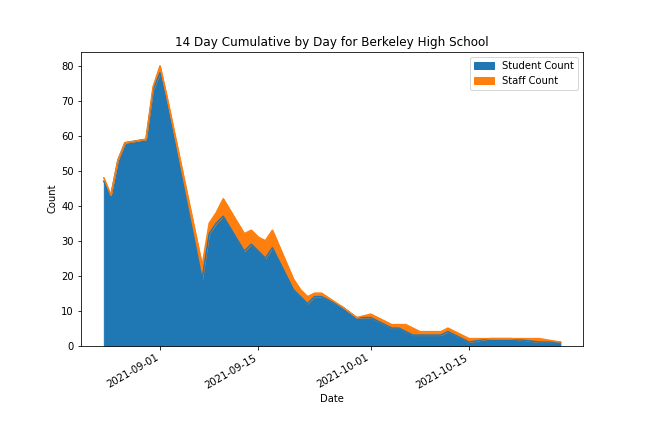 14 Day Cumulative by Day for Berkeley High School
Student Count
Staff Count
80
70
60
50
40
30
20
10
0
Count
2021-09-01
2021-09-15
2021-10-01
2021-10-15
Date